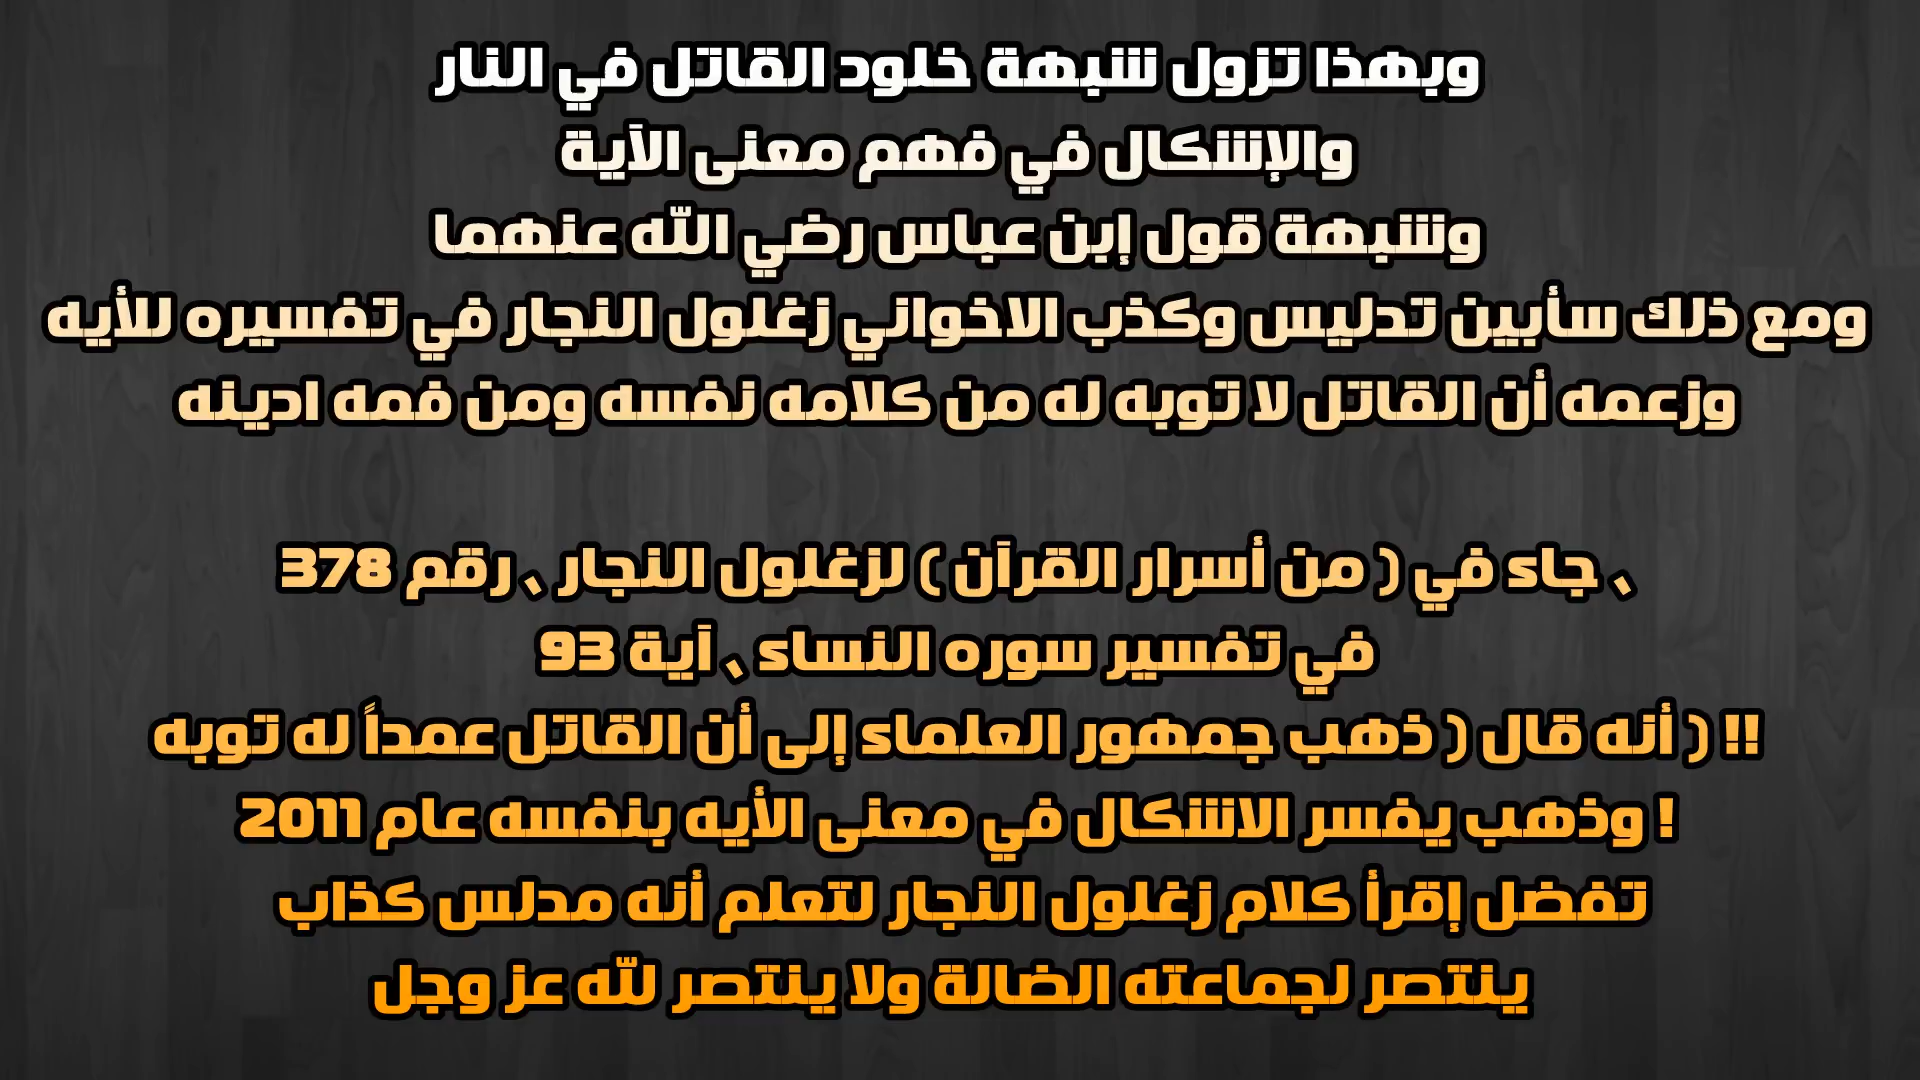 وبهذا تزول شبهة خلود القاتل في النار
والإشكال في فهم معنى الآية
وشبهة قول إبن عباس رضي الله عنهما
ومع ذلك سأبين تدليس وكذب الاخواني زغلول النجار في تفسيره للأيه
وزعمه أن القاتل لا توبه له من كلامه نفسه ومن فمه ادينه
، جاء في ( من أسرار القرآن ) لزغلول النجار ، رقم 378
في تفسير سوره النساء ، آية 93
!! ( أنه قال ( ذهب جمهور العلماء إلى أن القاتل عمداً له توبه
! وذهب يفسر الاشكال في معنى الأيه بنفسه عام 2011
تفضل إقرأ كلام زغلول النجار لتعلم أنه مدلس كذاب
ينتصر لجماعته الضالة ولا ينتصر لله عز وجل